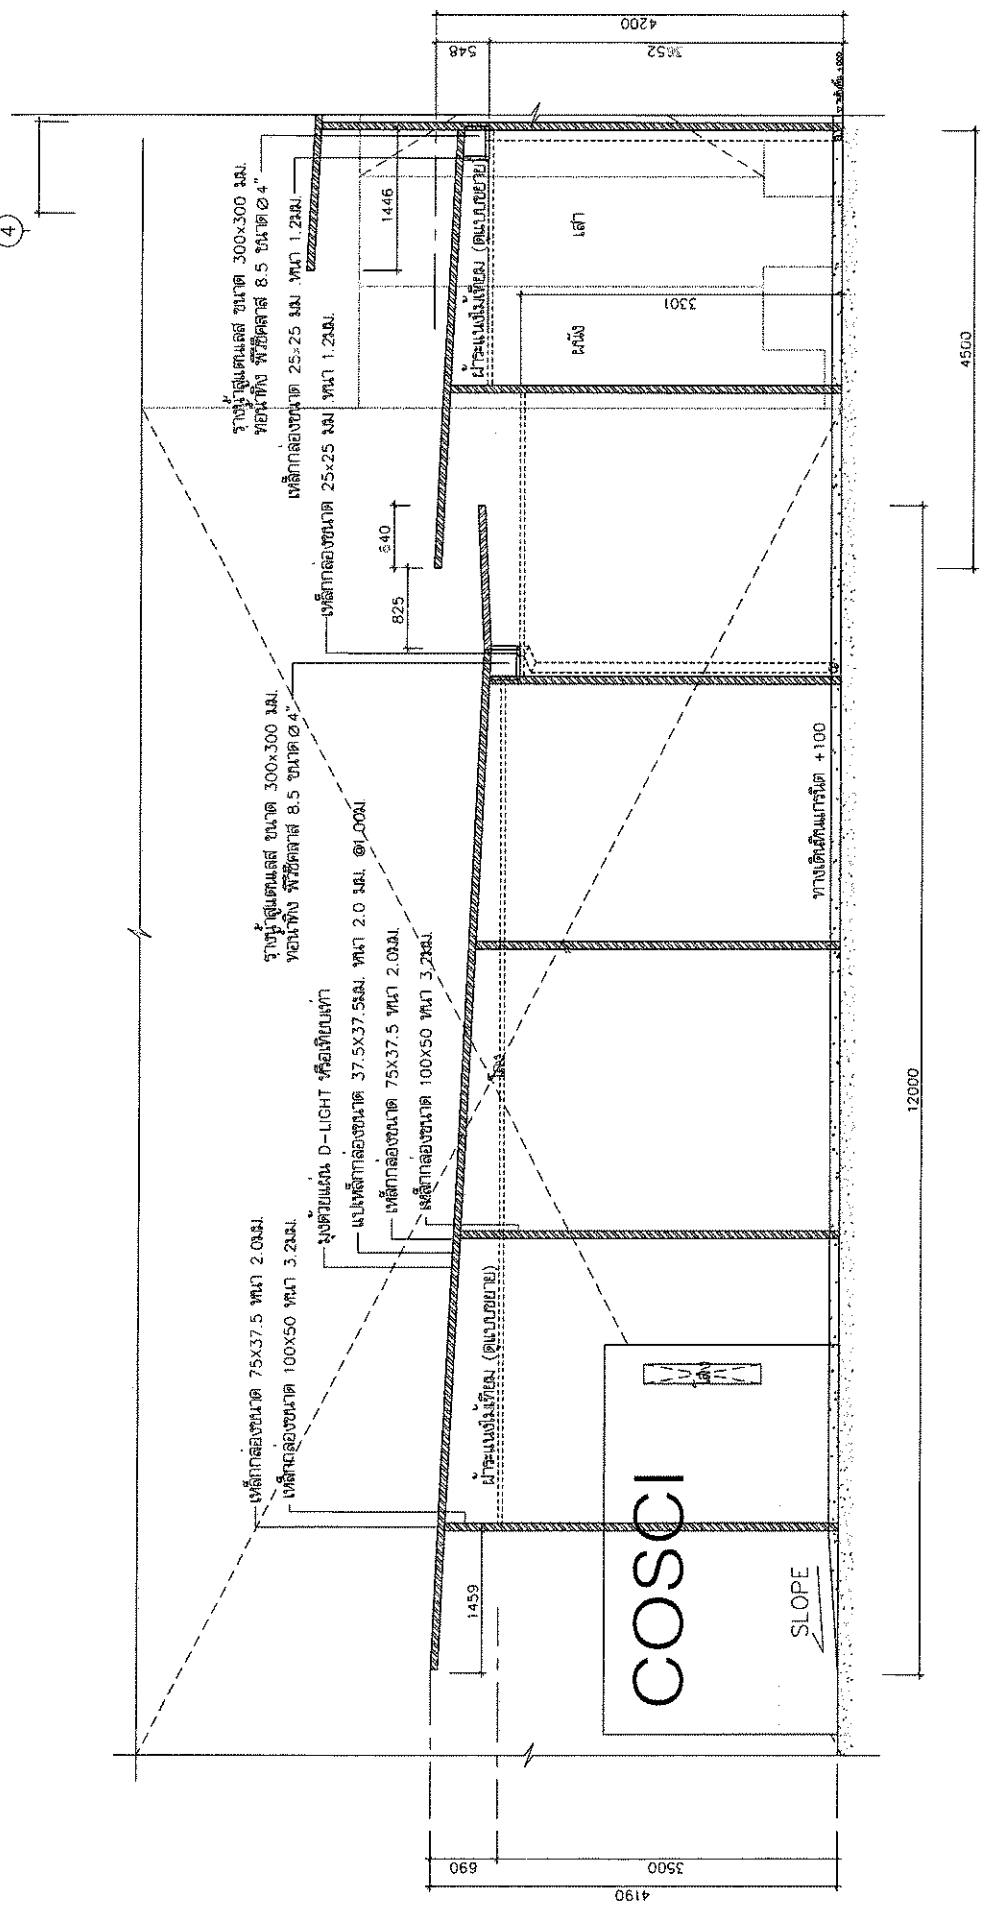 4
รางน้ำสแตนเลส ขนาด 300x300 มม.
ท่อน้ำทิ้ง พีวีซีคลาส 8.5 ขนาด Ø 4"
เหล็กกล่องขนาด 25x25 มม .หนา 1.2มม.
เหล็กกล่องขนาด 25x25 มม .หนา 1.2มม.
รางน้ำสแตนเลส ขนาด 300x300 มม.
ท่อน้ำทิ้ง พีวีซีคลาส 8.5 ขนาด Ø 4"
มุงด้วยแผ่น D-LIGHT หรือเทียบเท่า
แปเหล็กกล่องขนาด 37.5X37.5มม. หนา 2.0 มม. @1.00ม.
เหล็กกล่องขนาด 75X37.5 หนา 2.0มม.
เหล็กกล่องขนาด 100X50 หนา 3.2มม.
เหล็กกล่องขนาด 75X37.5 หนา 2.0มม.
เหล็กกล่องขนาด 100X50 หนา 3.2มม.
1446
640
825
1459
ฝ้าระแนงไม้เทียม (ดูแบบขยาย)
ฝ้าระแนงไม้เทียม (ดูแบบขยาย)
เสา
ผนัง
3301
โล่ง
ทางเดินหินแกรนิต +100
COSCI
SLOPE
548
3652
4200
690
3500
4190
4500
12000